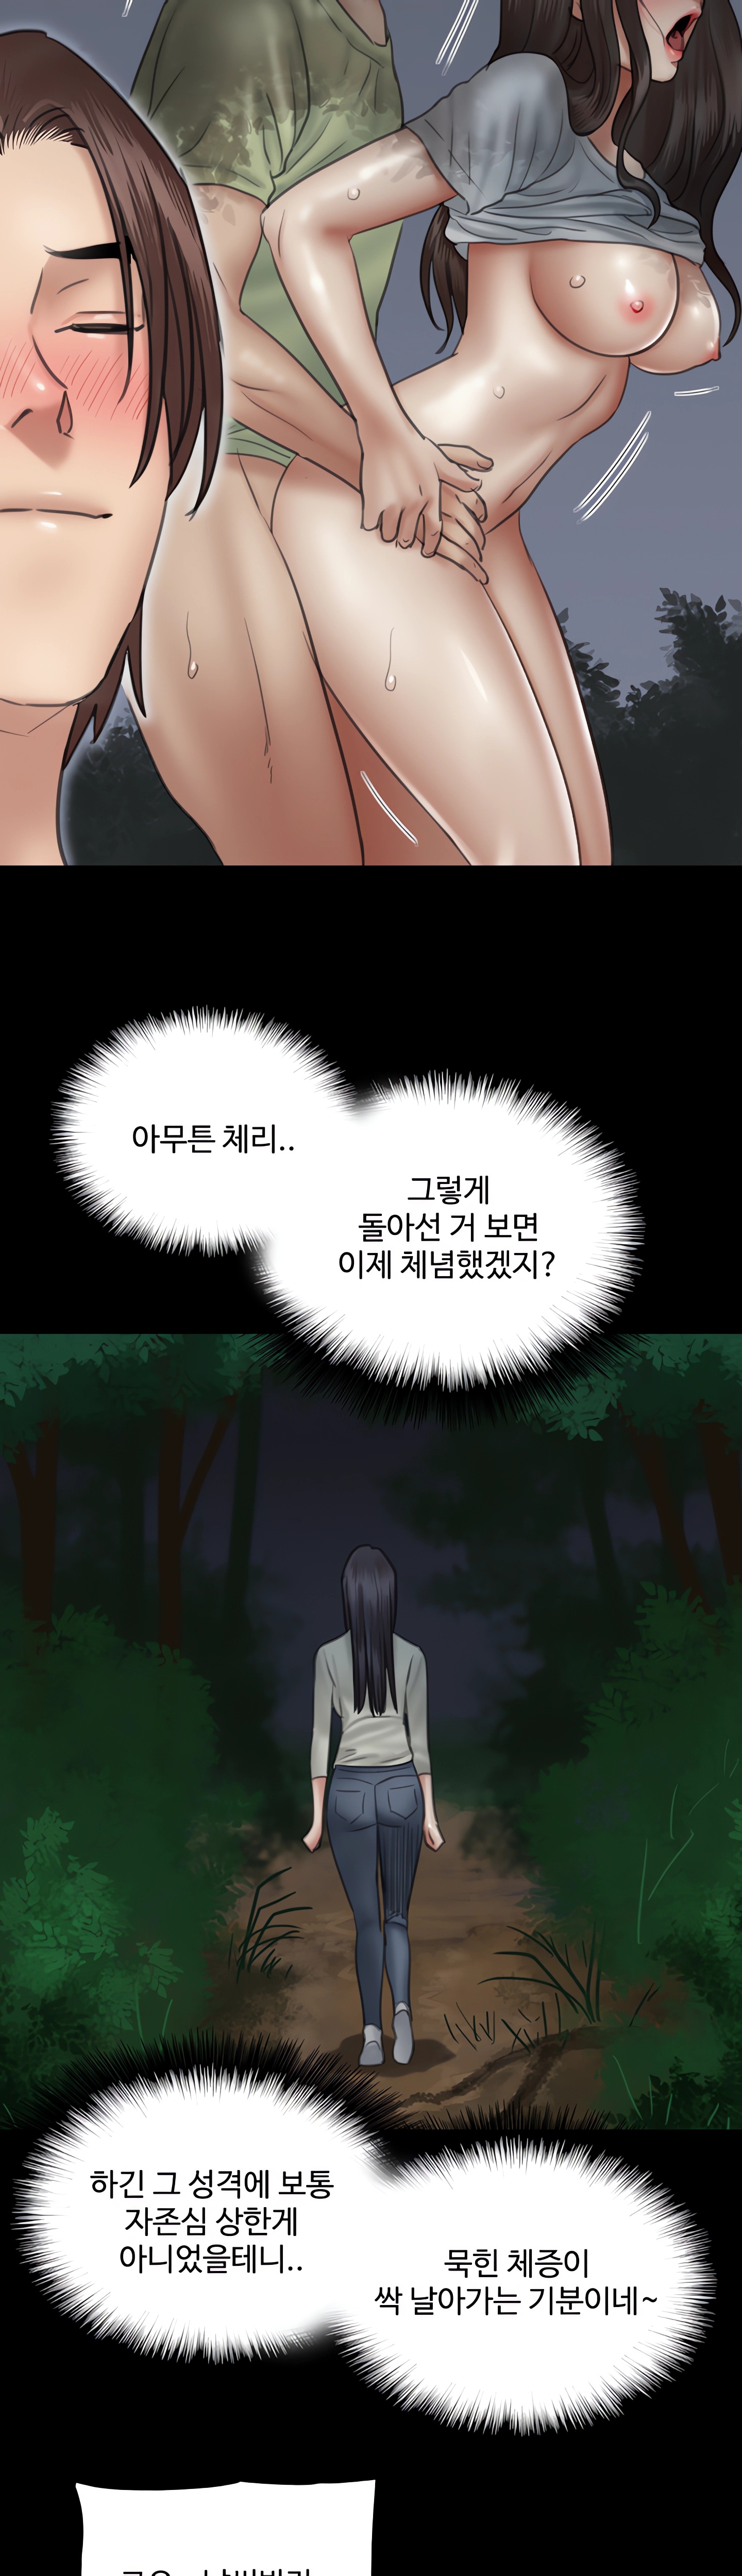 아무튼 체리..
그렇게
돌아선 거 보면
이제 체념했겠지?
하긴 그 성격에 보통
자존심 상한게
아니었을테니..
묵힌 체증이
싹 날아가는 기분이네~